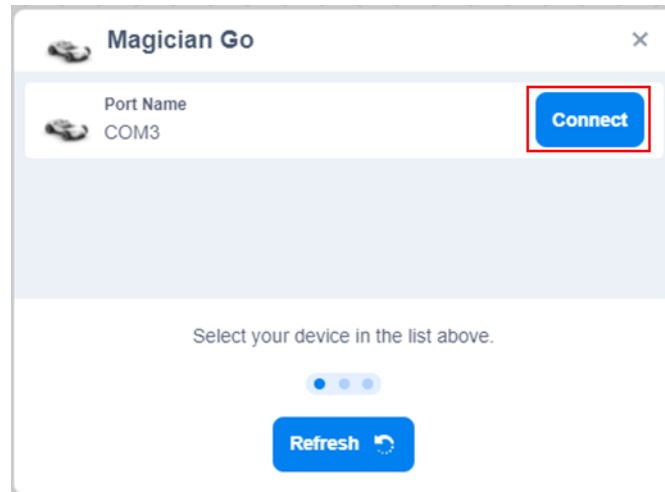 Magician Go
Port Name
COM3
Connect
Select your device in the list above.
Refresh